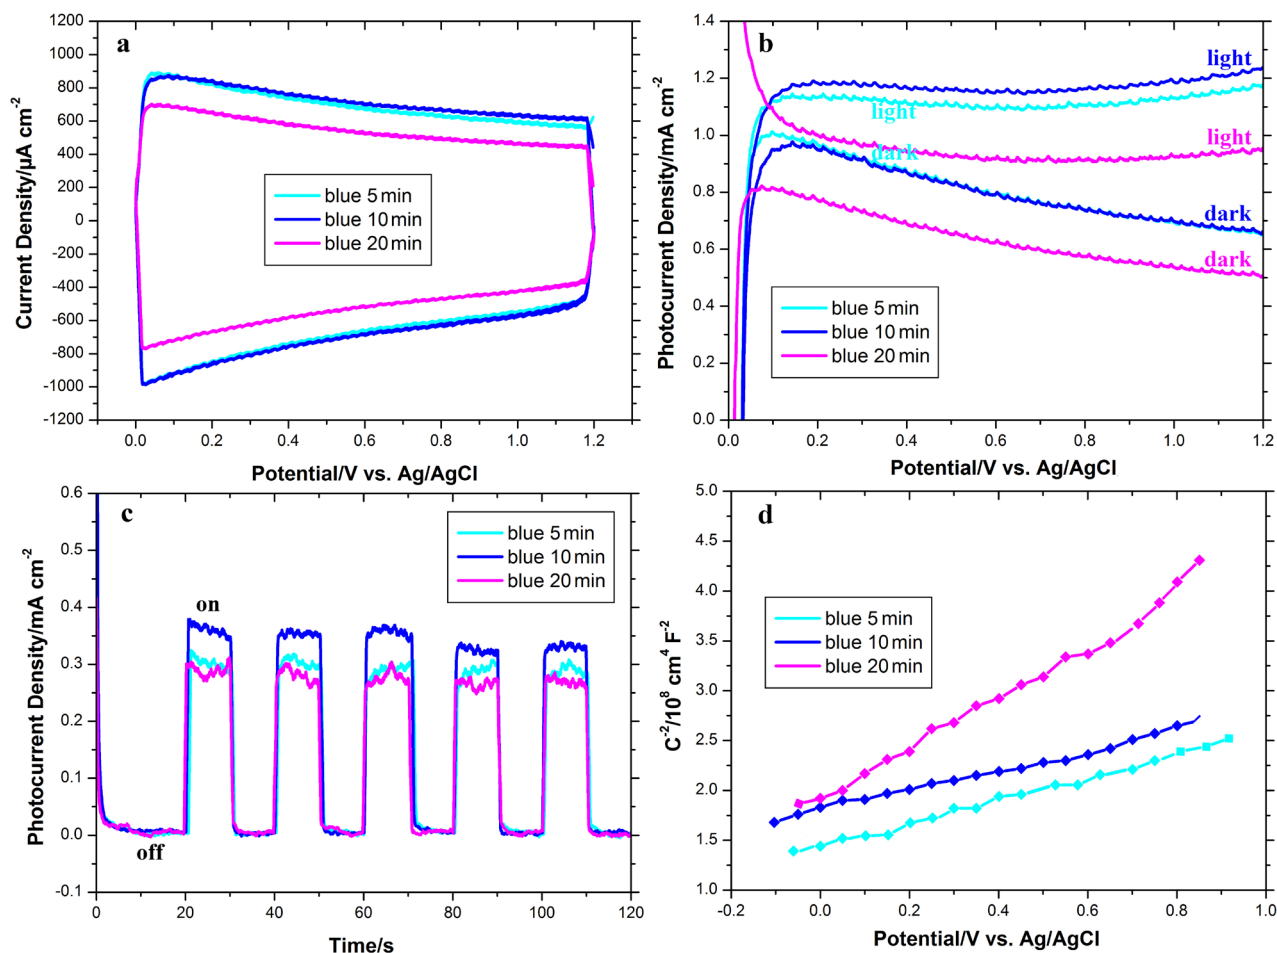 a
Current Density/µA cm-2
1200
1000
800
600
400
200
0
-200
-400
-600
-800
-1000
-1200
blue 5 min
blue 10 min
blue 20 min
0.0 0.2 0.4 0.6 0.8 1.0 1.2
Potential/V vs. Ag/AgCl
b
Photocurrent Density/mA cm-2
1.4
1.2
1.0
0.8
0.6
0.4
0.2
0.0
light
light
light
dark
dark
dark
blue 5 min
blue 10 min
blue 20 min
0.0 0.2 0.4 0.6 0.8 1.0 1.2
Potential/V vs. Ag/AgCl
c
Photocurrent Density/mA cm-2
0.6
0.5
0.4
0.3
0.2
0.1
0.0
-0.1
blue 5 min
blue 10 min
blue 20 min
on
off
0 20 40 60 80 100 120
Time/s
d
C-2/108 cm4 F-2
5.0
4.5
4.0
3.5
3.0
2.5
2.0
1.5
1.0
blue 5 min
blue 10 min
blue 20 min
-0.2 0.0 0.2 0.4 0.6 0.8 1.0
Potential/V vs. Ag/AgCl